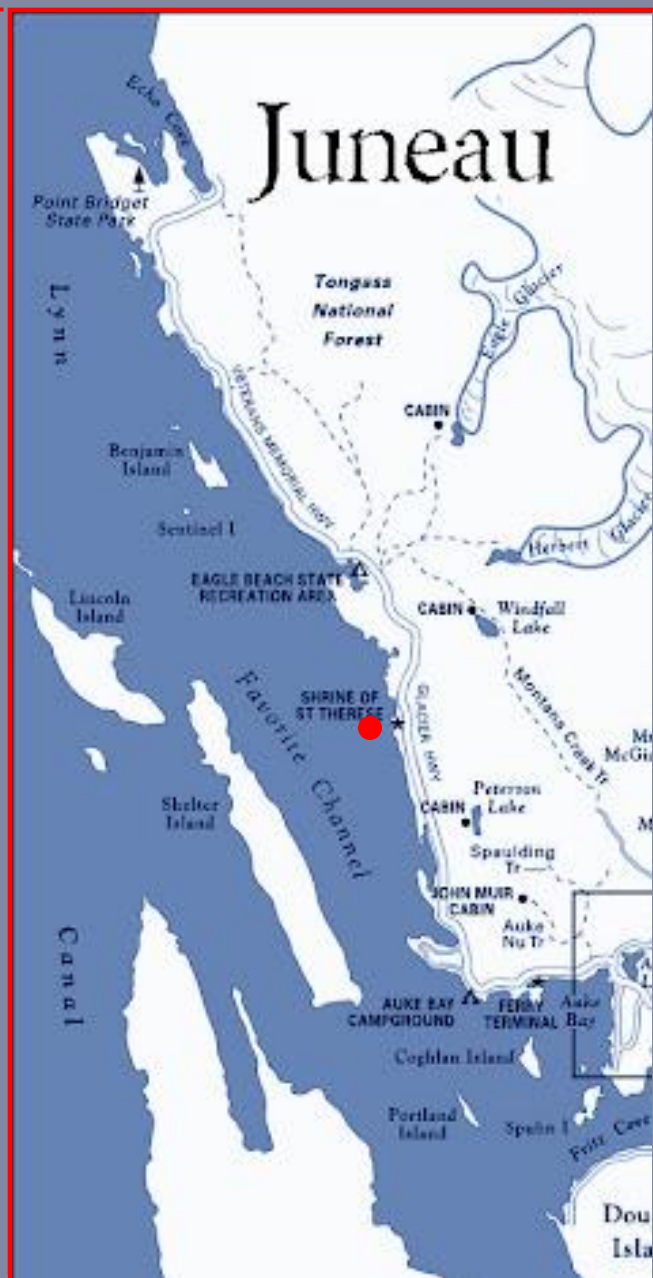 Echo Cove
Juneau
Point Bridget
State Park
Lynn
Tongass
National
Forest
Eagle Glacier
VETERANS MEMORIAL HWY
CABIN
Benjamin
Island
Sentinel I
Herbert Glacier
EAGLE BEACH STATE
RECREATION AREA
Lincoln
Island
CABIN
Windfall
Lake
SHRINE OF
ST THERESE
Favorite Channel
GLACIER HWY
Montana Creek Tr
McGi
Shelter
Island
CABIN
Peterson
Lake
Spaulding
Tr
JOHN MUIR
CABIN
Auke
Nu Tr
Canal
AUKE BAY
CAMPGROUND
FERRY
TERMINAL
Auke
Bay
Coghlan Island
Portland
Island
Spuhn I
Fritz Cove
Dou
Isla